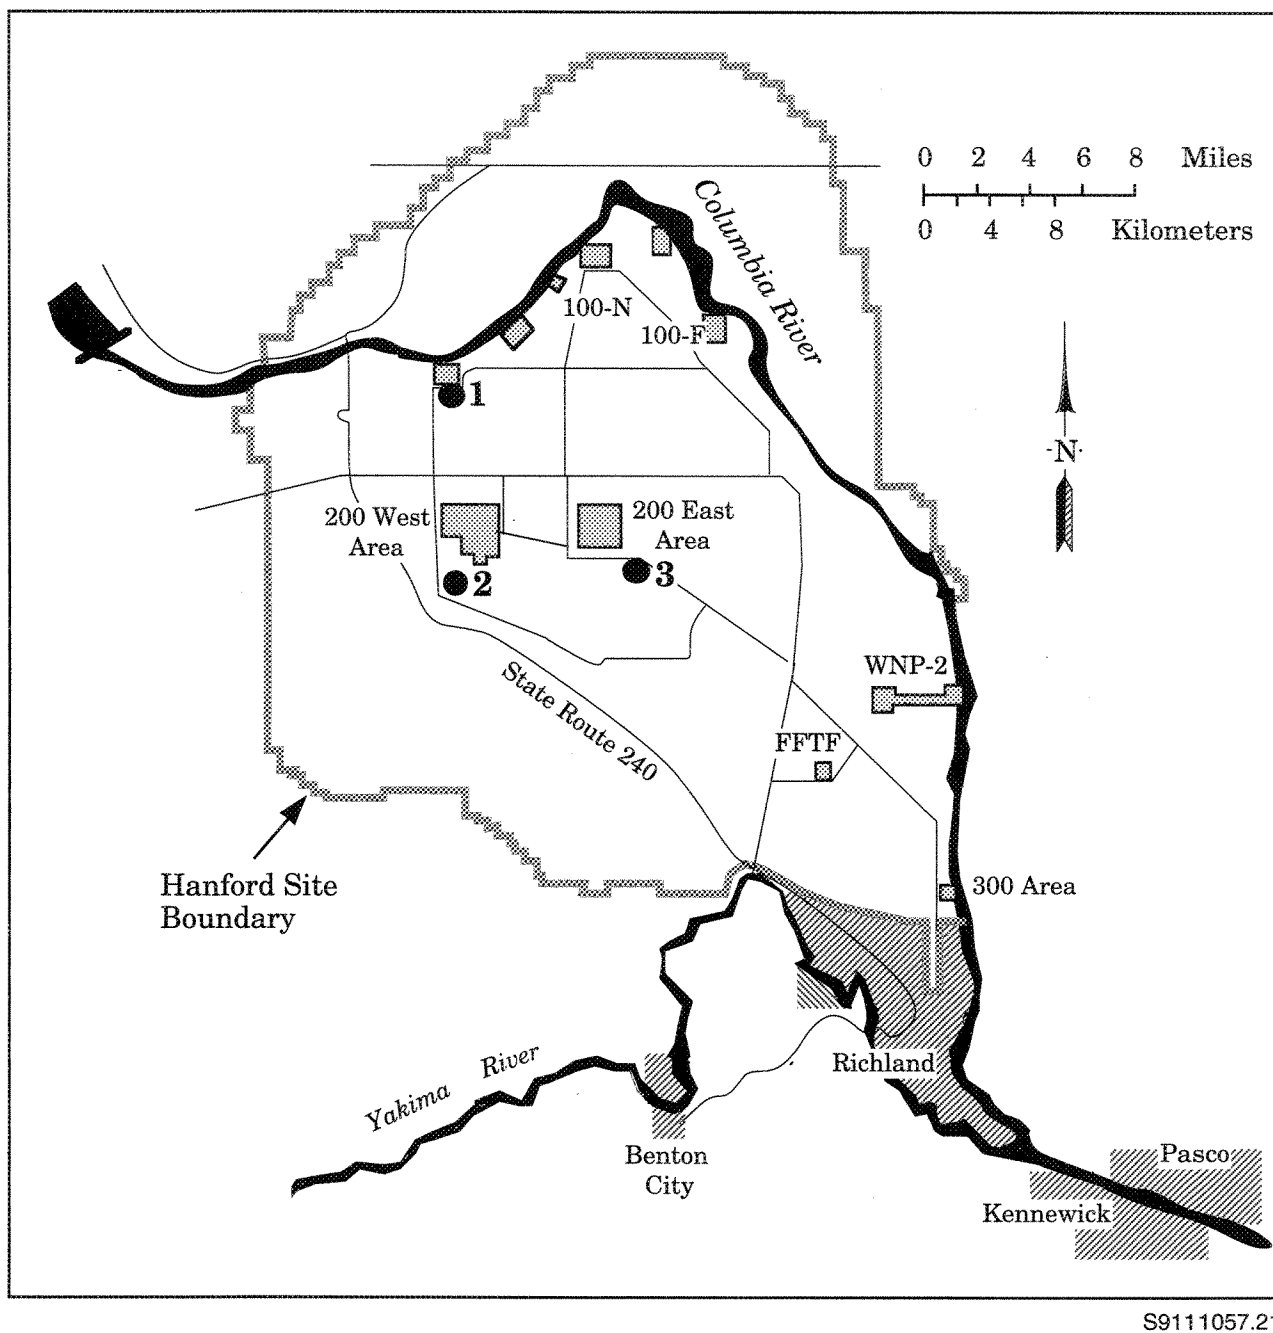 0 2 4 6 8 Miles
0 4 8 Kilometers
Columbia River
100-N
100-F
1
-N-
200 West
Area
200 East
Area
2
3
WNP-2
State Route 240
FFTF
Hanford Site
Boundary
300 Area
Richland
Yakima River
Benton
City
Pasco
Kennewick